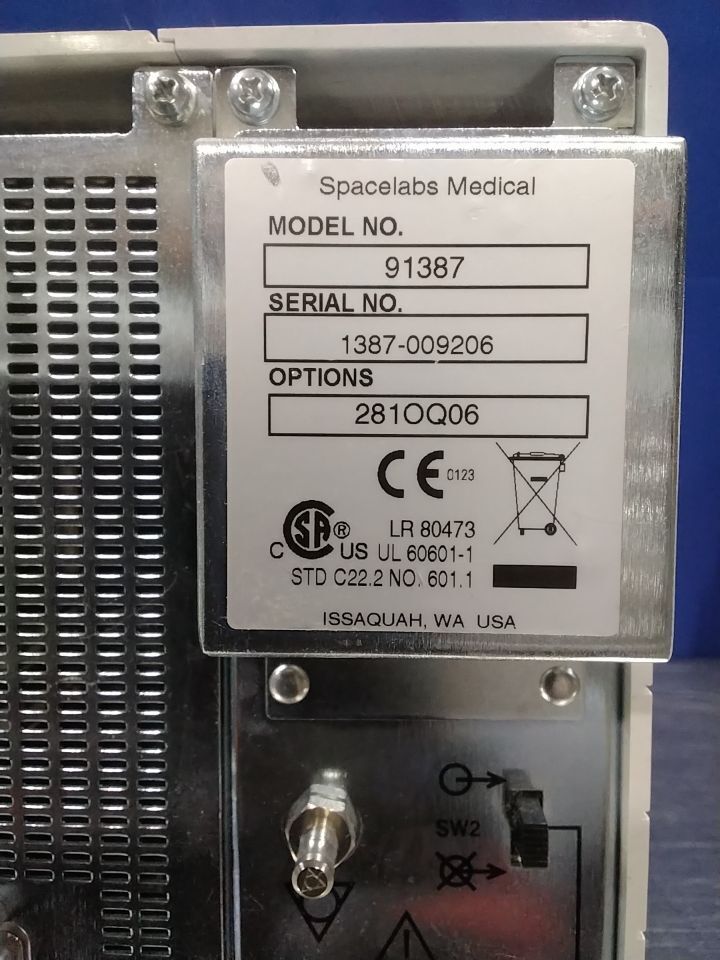 Spacelabs Medical
MODEL NO.
91387
SERIAL NO.
1387-009206
OPTIONS
281OQ06
CE 0123
C SA ® US
LR 80473
UL 60601-1
STD C22.2 NO. 601.1
ISSAQUAH, WA USA
SW2